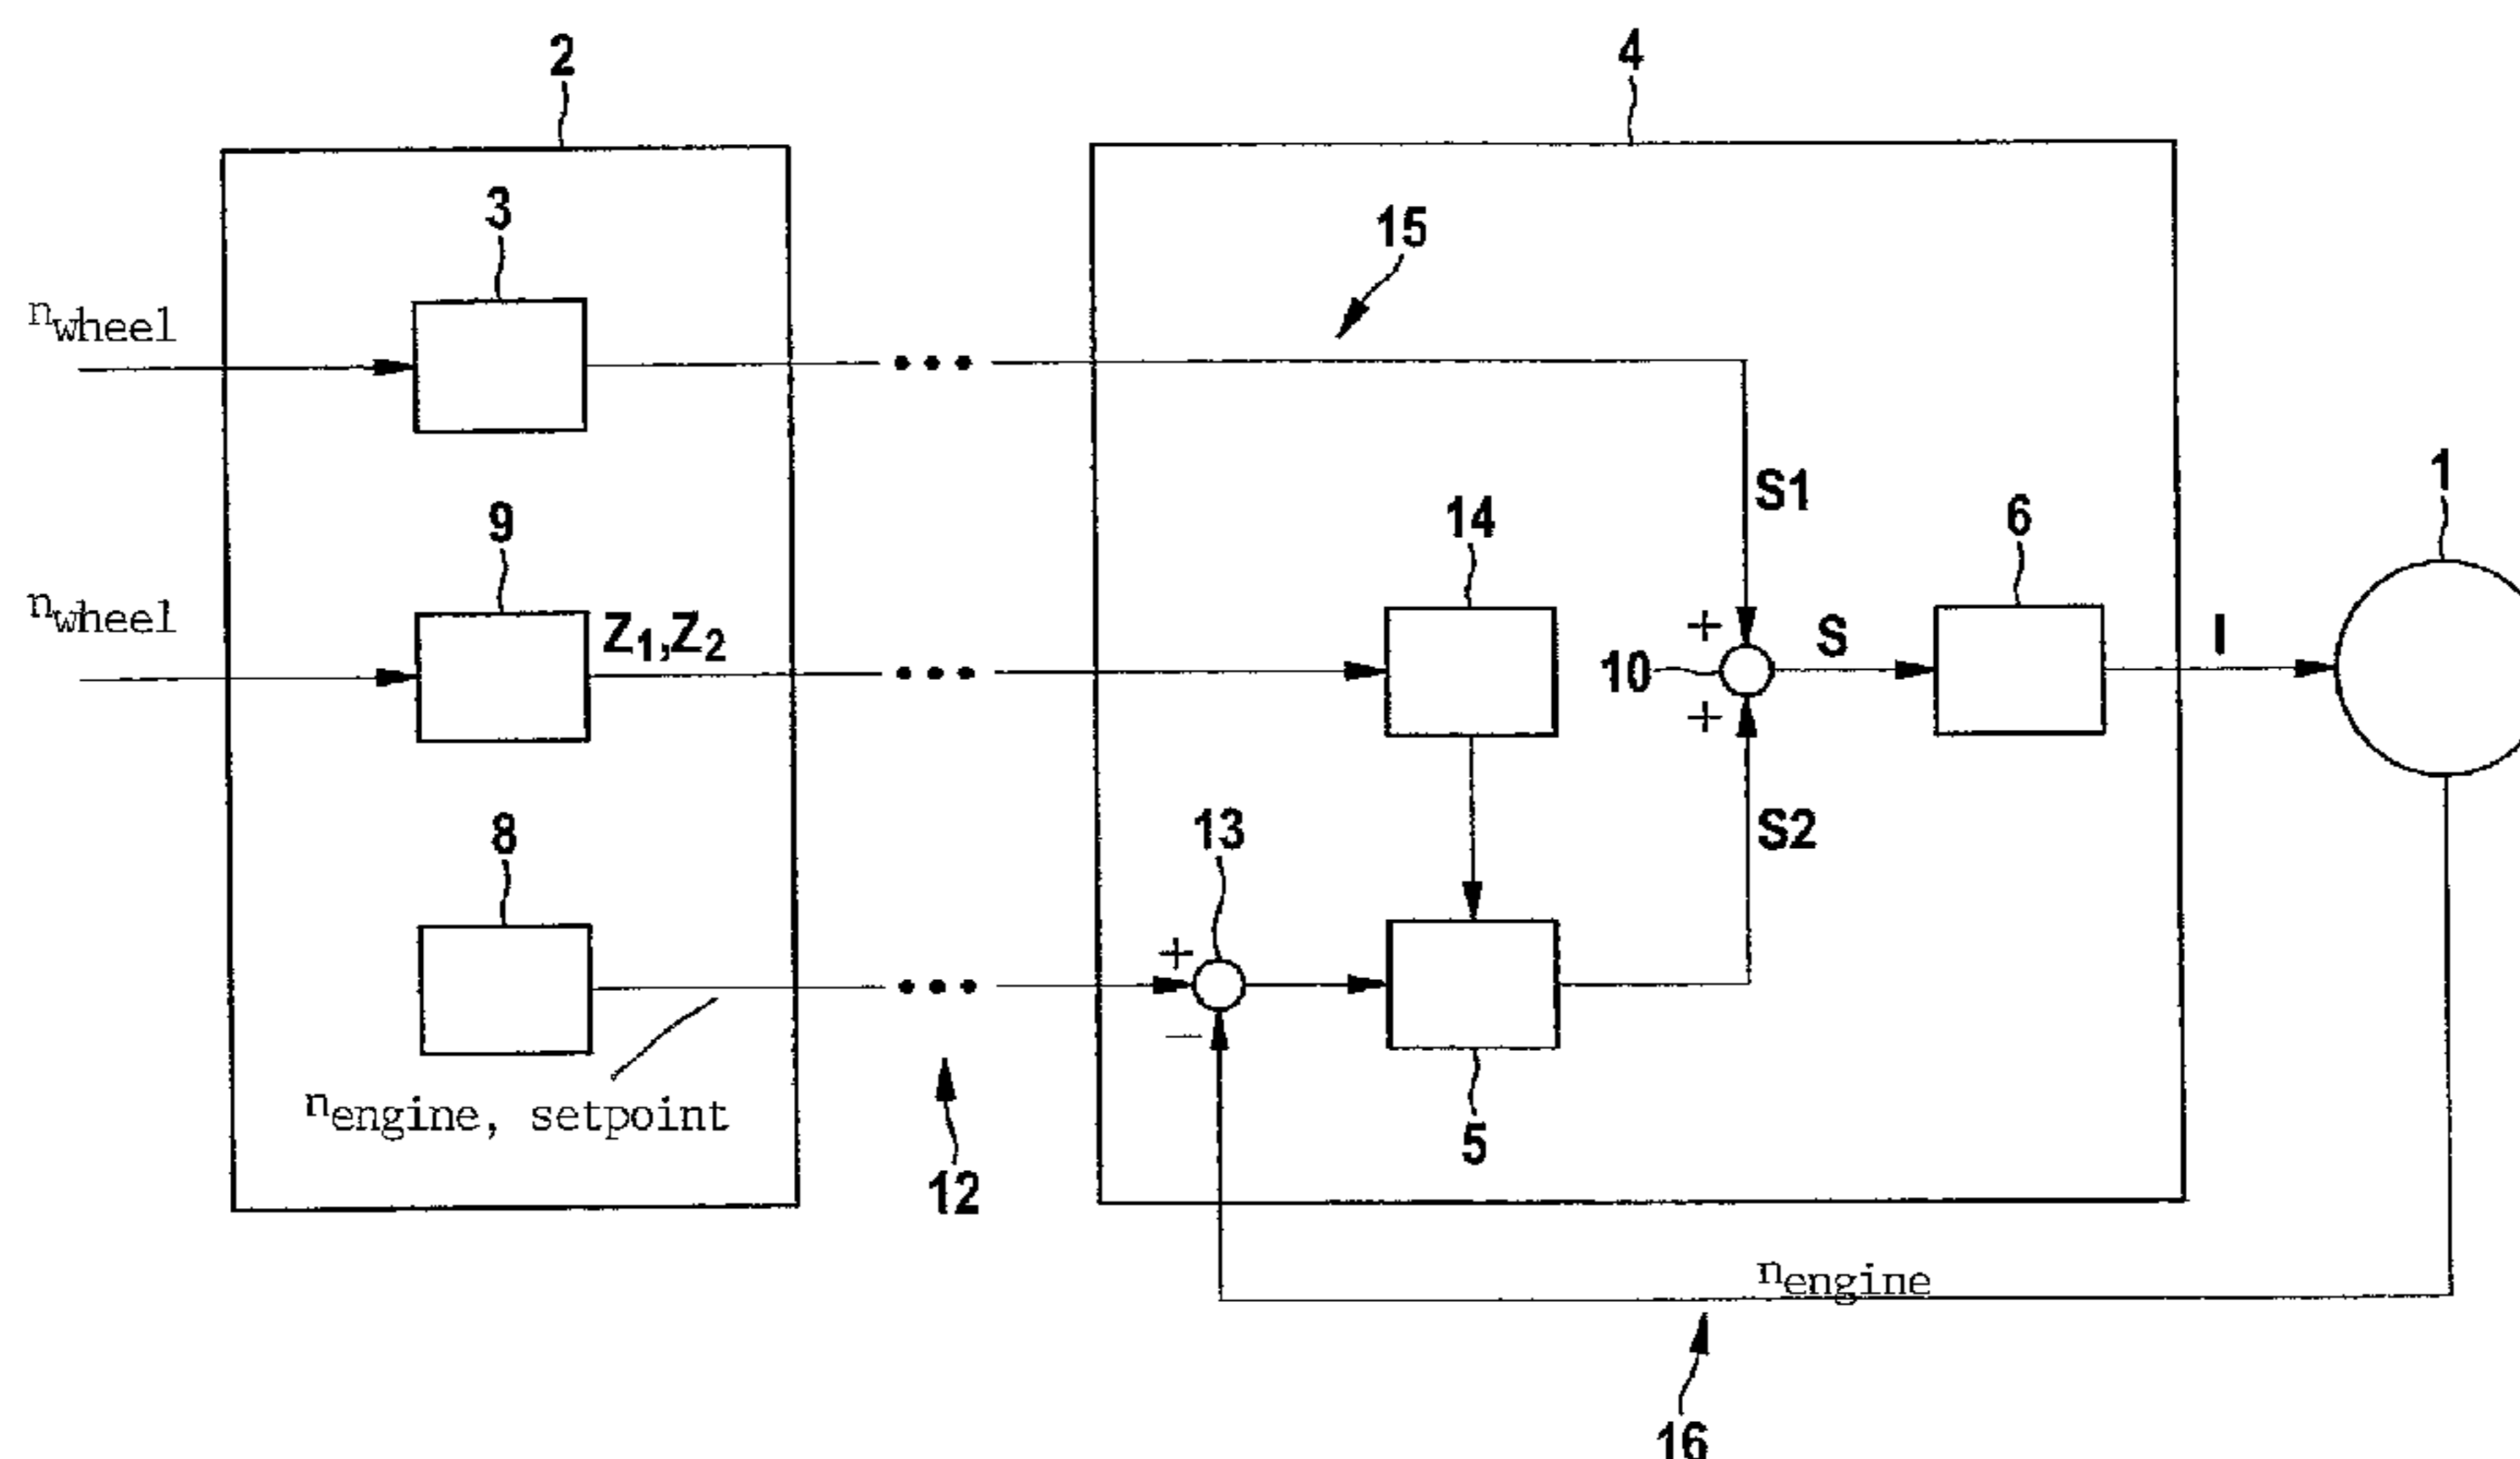 2
4
3
15
n_wheel
S1
1
9
14
6
n_wheel
Z₁,Z₂
+
10
S
I
+
8
13
S2
+
−
n_engine, setpoint
5
12
n_engine
16